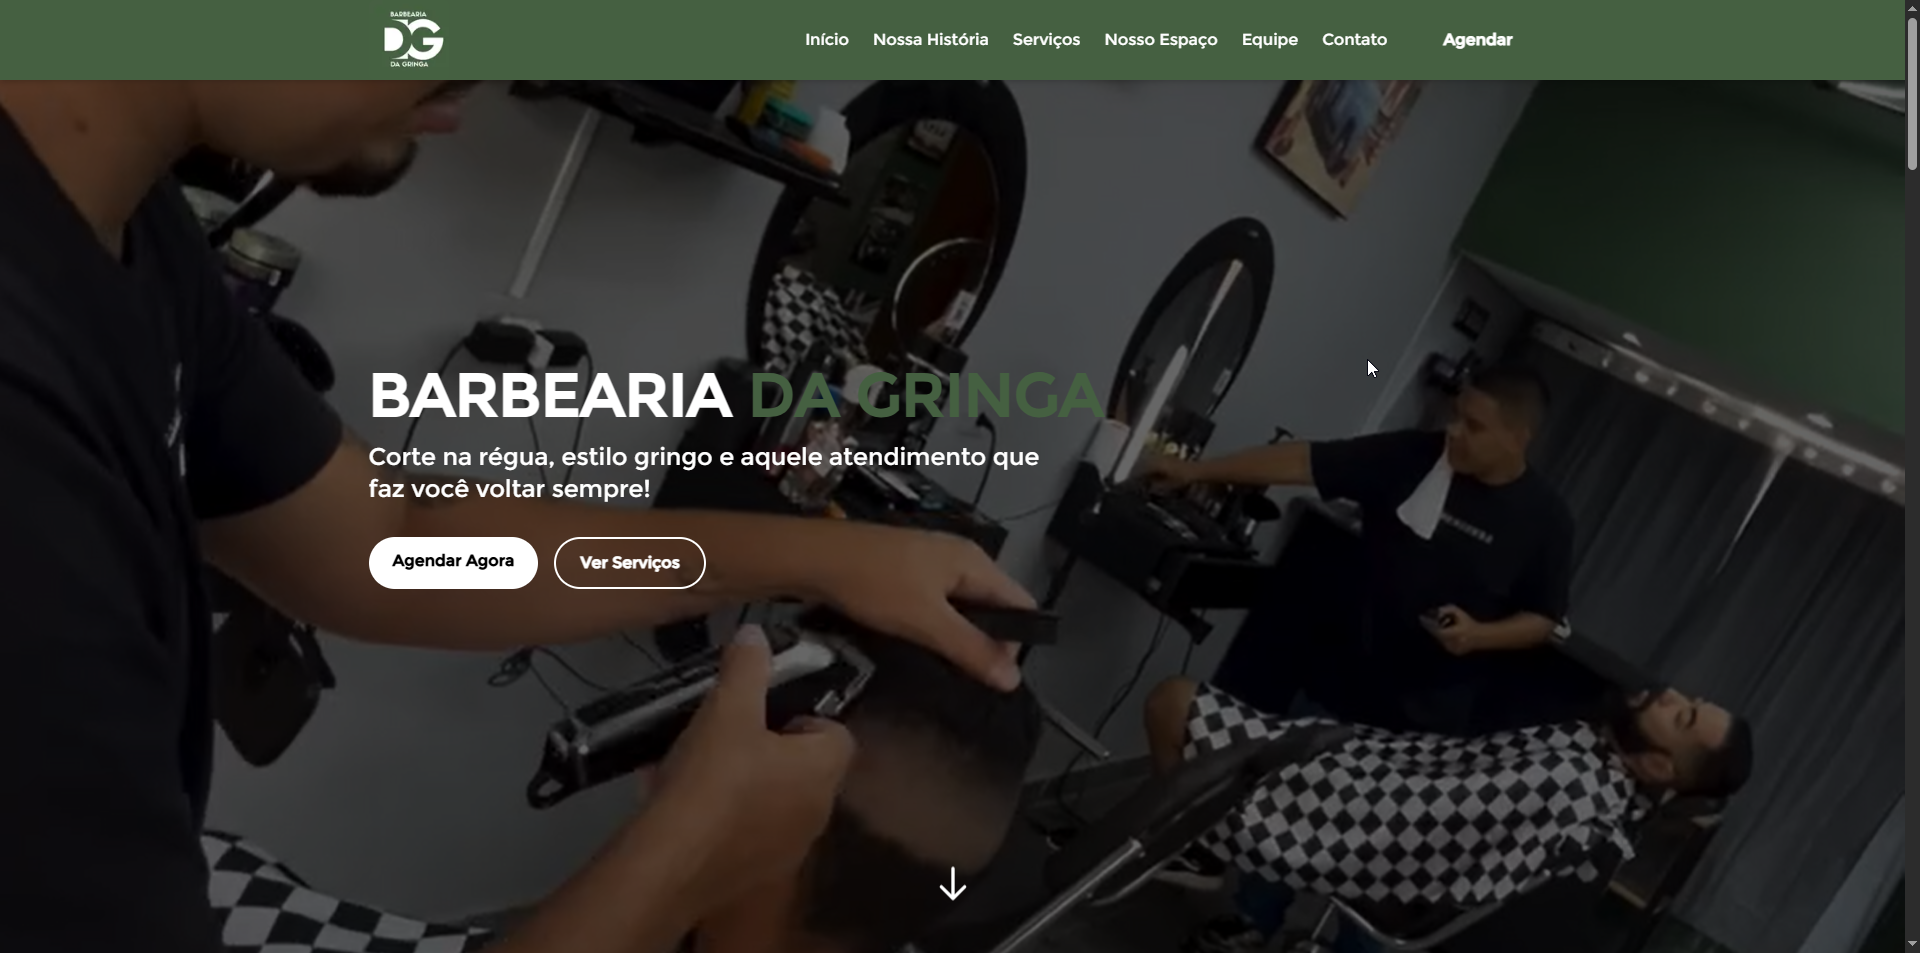 BARBEARIA
DG
DA GRINGA
Início Nossa História Serviços Nosso Espaço Equipe Contato Agendar
BARBEARIA DA GRINGA
Corte na régua, estilo gringo e aquele atendimento que
faz você voltar sempre!
Agendar Agora Ver Serviços